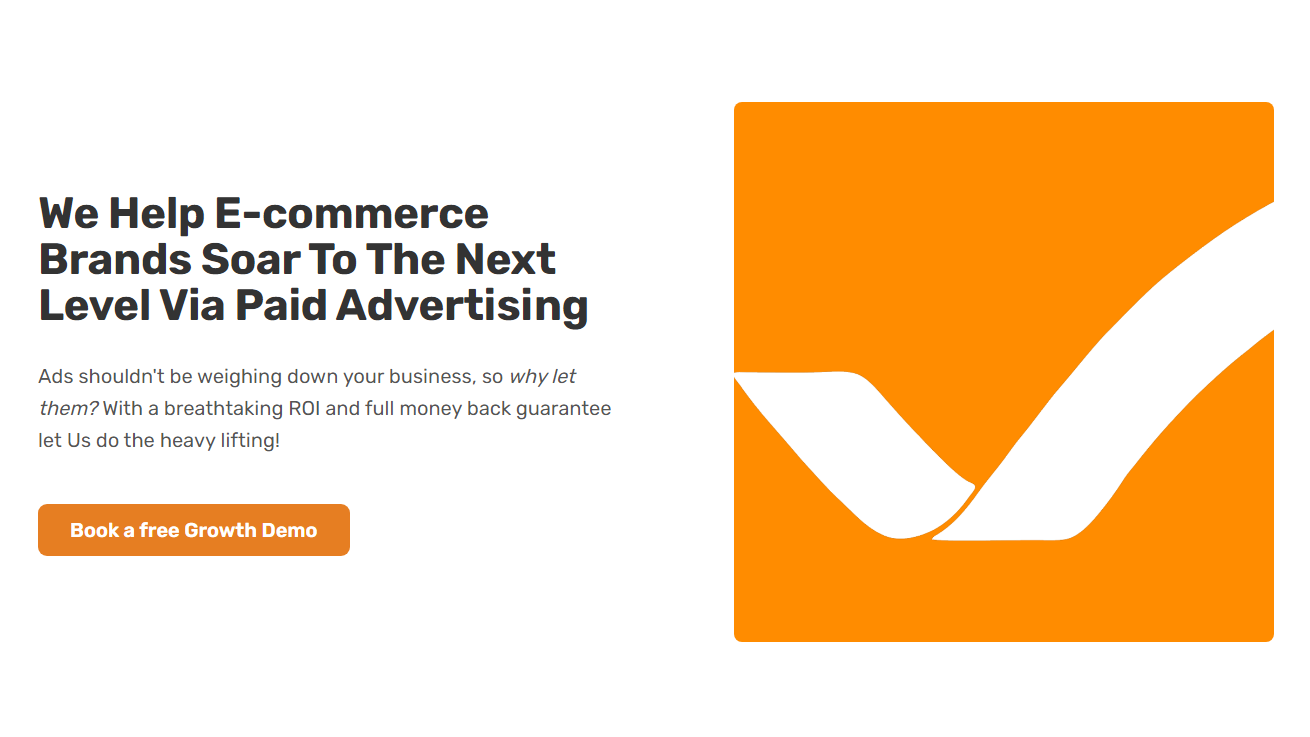 We Help E-commerce
Brands Soar To The Next
Level Via Paid Advertising
Ads shouldn't be weighing down your business, so why let
them? With a breathtaking ROI and full money back guarantee
let Us do the heavy lifting!
Book a free Growth Demo